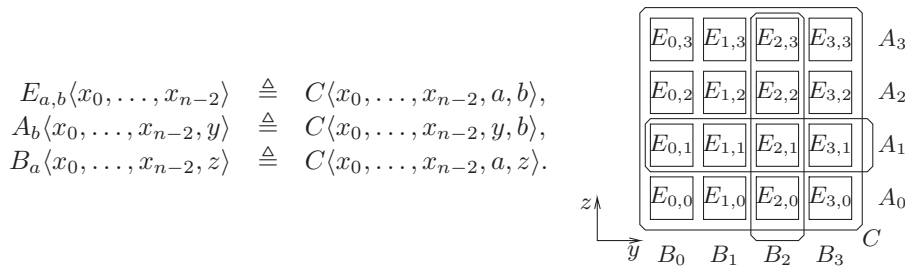 E_{a,b}⟨x_0, …, x_{n−2}⟩ ≜ C⟨x_0, …, x_{n−2}, a, b⟩,
A_b⟨x_0, …, x_{n−2}, y⟩ ≜ C⟨x_0, …, x_{n−2}, y, b⟩,
B_a⟨x_0, …, x_{n−2}, z⟩ ≜ C⟨x_0, …, x_{n−2}, a, z⟩.
E_{0,3} E_{1,3} E_{2,3} E_{3,3} A_3
E_{0,2} E_{1,2} E_{2,2} E_{3,2} A_2
E_{0,1} E_{1,1} E_{2,1} E_{3,1} A_1
z E_{0,0} E_{1,0} E_{2,0} E_{3,0} A_0
y B_0 B_1 B_2 B_3 C